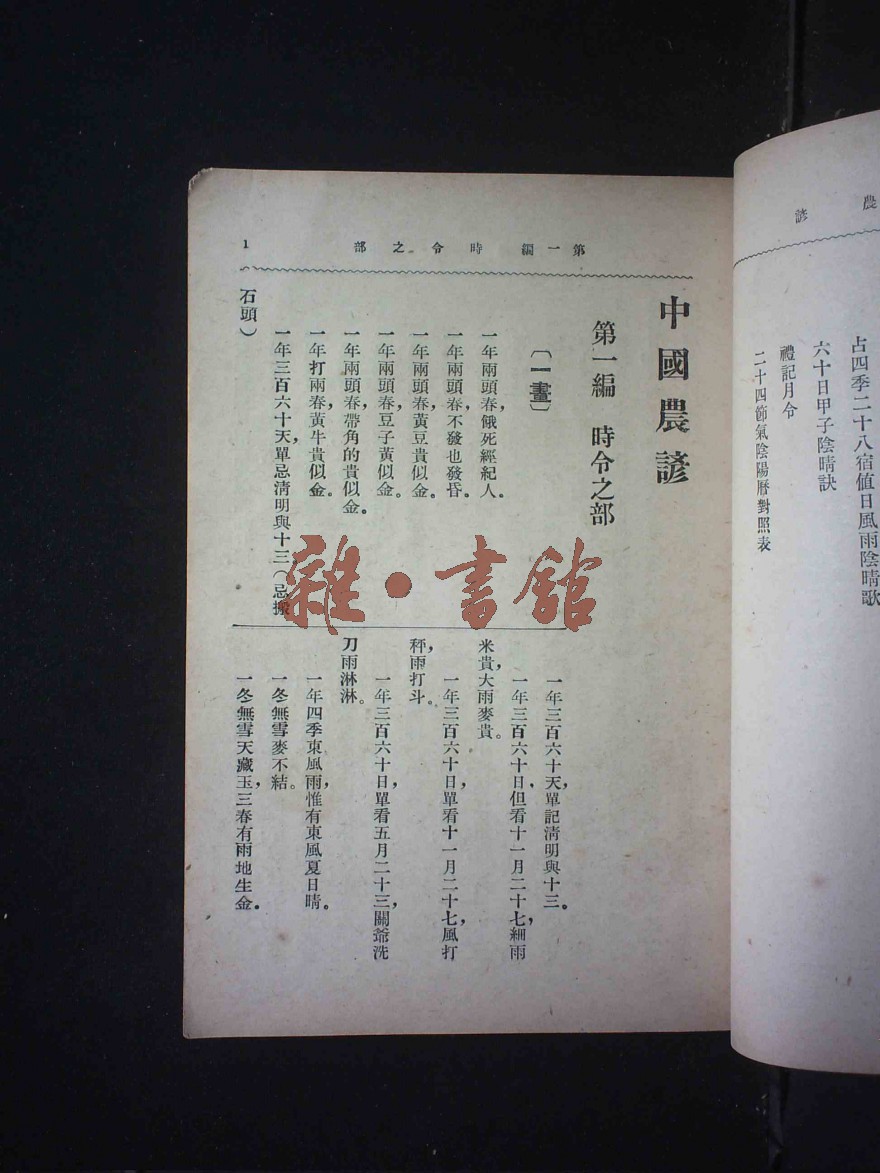 農諺
占四季二十八宿值日風雨陰晴歌
六十日甲子陰晴訣
禮記月令
二十四節氣陰陽曆對照表
第一編 時令之部
1
中國農諺
第一編 時令之部
〔一畫〕
一年兩頭春，餓死經紀人。
一年兩頭春，不發也發昏。
一年兩頭春，黃豆貴似金。
一年兩頭春，豆子黃似金。
一年兩頭春，帶角的貴似金。
一年打兩春，黃牛貴似金。
一年三百六十天，單忌淸明與十三（忌搬
石頭）
一年三百六十天，單記淸明與十三。
一年三百六十日，但看十一月二十七，細雨
米貴，大雨麥貴。
一年三百六十日，單看十一月二十七，風打
秤，雨打斗。
一年三百六十日，單看五月二十三，關爺洗
刀雨淋淋。
一年四季東風雨，惟有東風夏日晴。
一冬無雪麥不結。
一冬無雪天藏玉，三春有雨地生金。
雜·書館